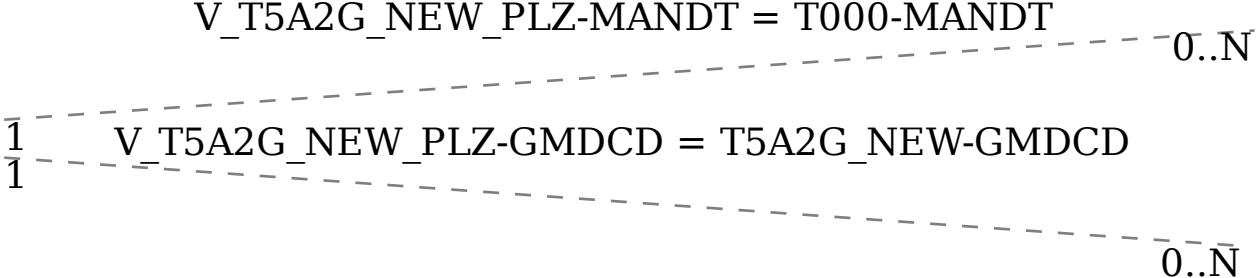 V_T5A2G_NEW_PLZ-MANDT = T000-MANDT
0..N
1
V_T5A2G_NEW_PLZ-GMDCD = T5A2G_NEW-GMDCD
1
0..N